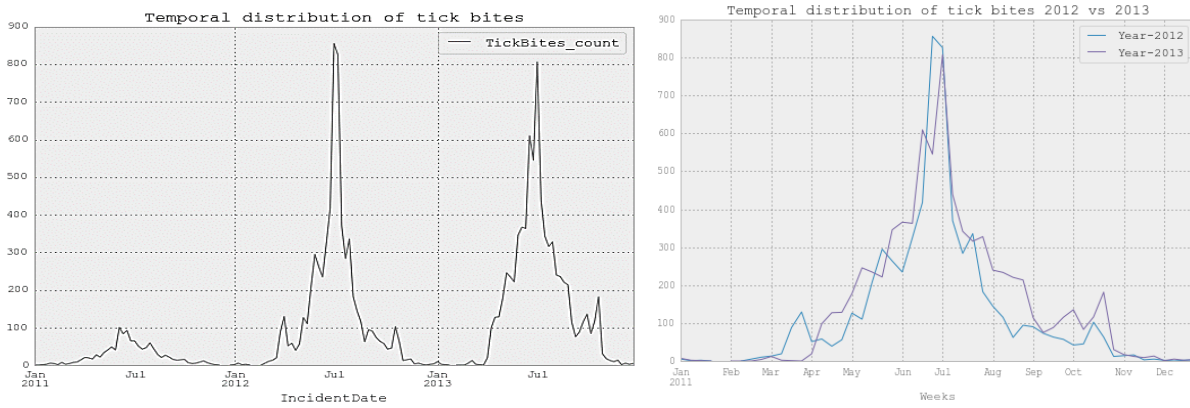 Temporal distribution of tick bites
TickBites_count
900
800
700
600
500
400
300
200
100
0
Jan
2011
Jul
Jan
2012
Jul
Jan
2013
Jul
IncidentDate
Temporal distribution of tick bites 2012 vs 2013
Year-2012
Year-2013
900
800
700
600
500
400
300
200
100
0
Jan
2011
Feb
Mar
Apr
May
Jun
Jul
Aug
Sep
Oct
Nov
Dec
Weeks